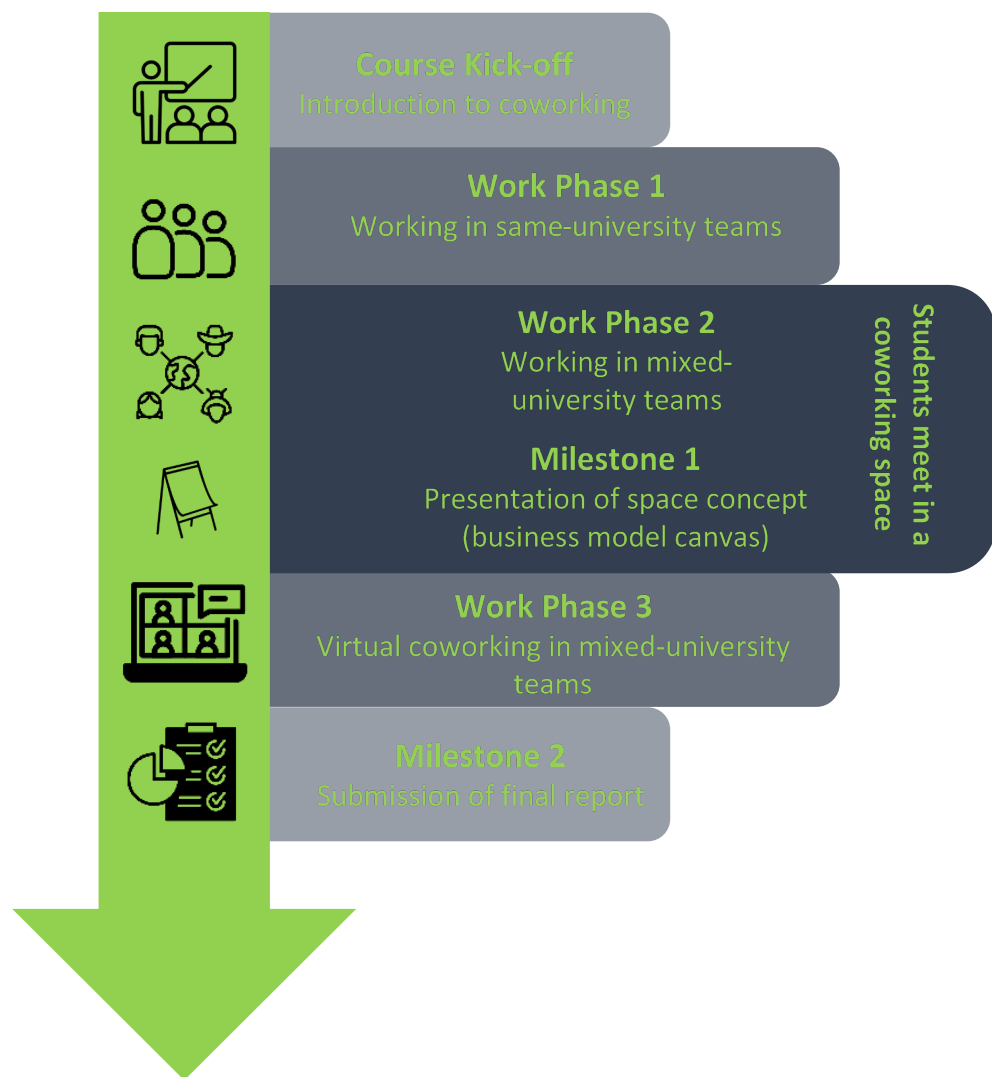 Course Kick-off
Introduction to coworking
Work Phase 1
Working in same-university teams
Work Phase 2
Working in mixed-
university teams
Milestone 1
Presentation of space concept
(business model canvas)
Students meet in a
coworking space
Work Phase 3
Virtual coworking in mixed-university
teams
Milestone 2
Submission of final report